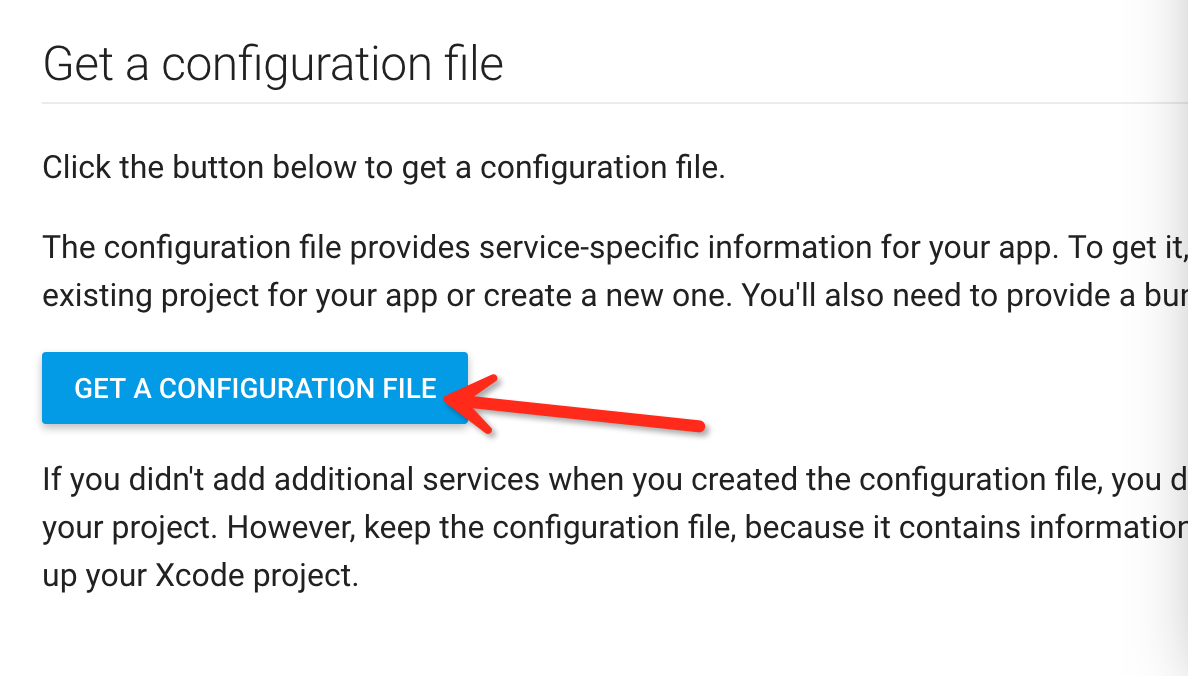 Get a configuration file
Click the button below to get a configuration file.
The configuration file provides service-specific information for your app. To get it,
existing project for your app or create a new one. You'll also need to provide a
GET A CONFIGURATION FILE
If you didn't add additional services when you created the configuration file, you
your project. However, keep the configuration file, because it contains information
up your Xcode project.